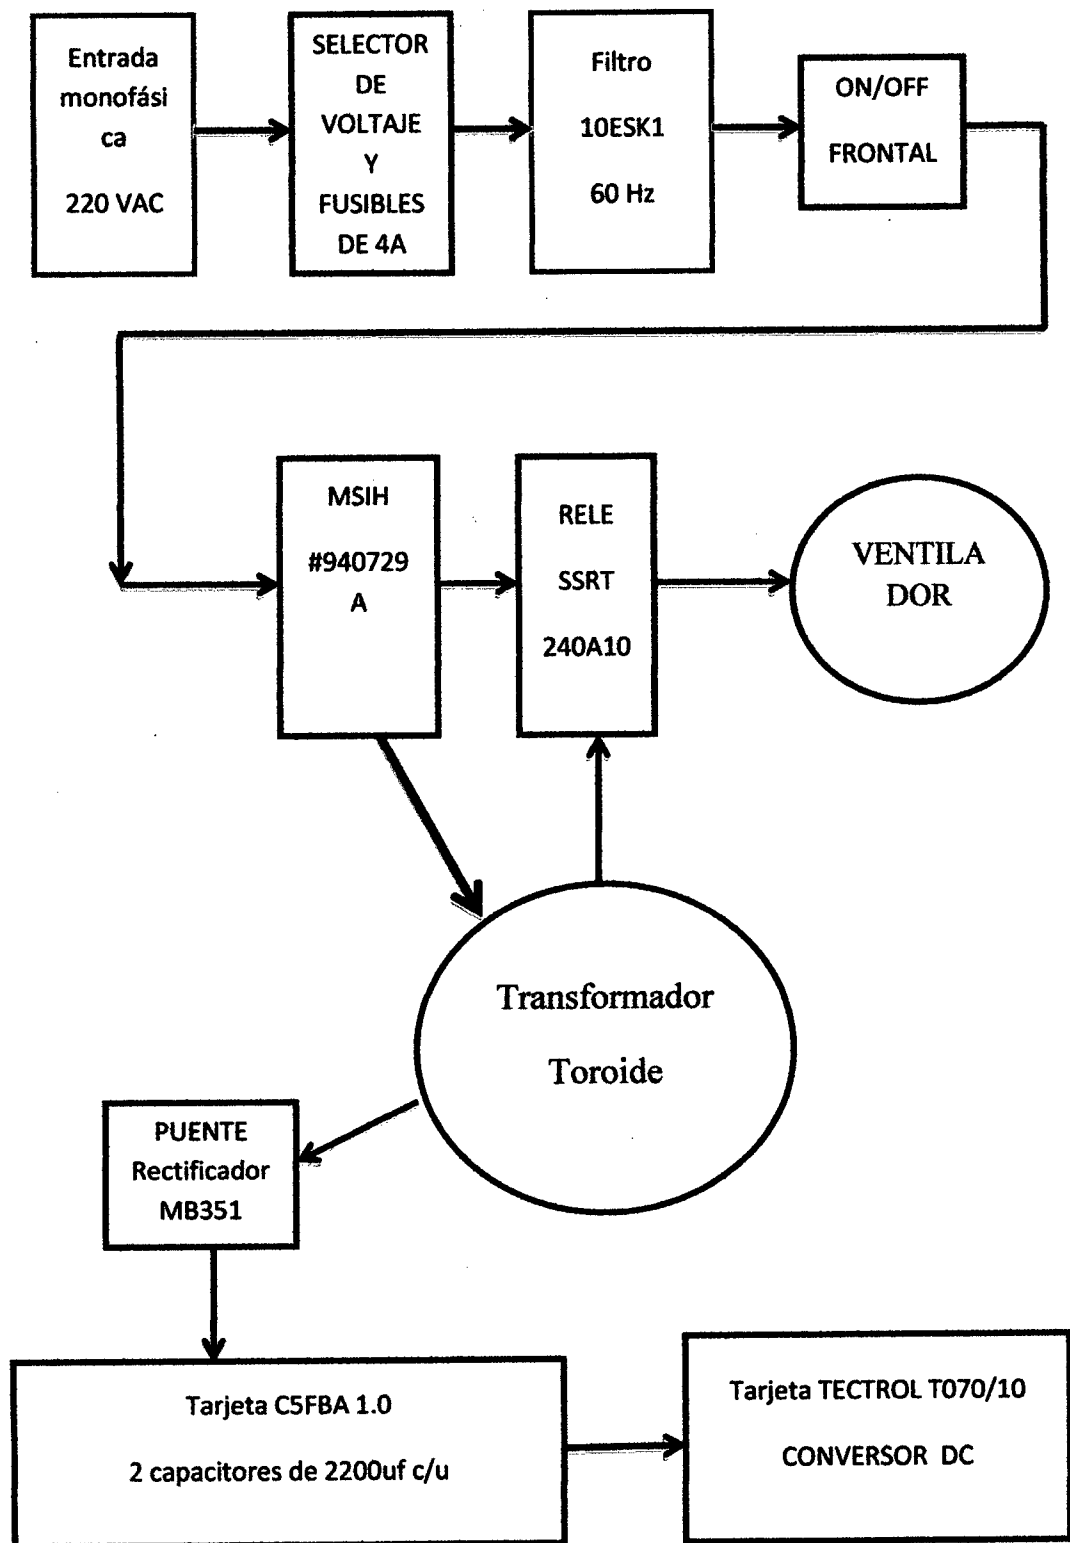 Entrada
monofási
ca
220 VAC
SELECTOR
DE
VOLTAJE
Y
FUSIBLES
DE 4A
Filtro
10ESK1
60 Hz
ON/OFF
FRONTAL
MSIH
#940729
A
RELE
SSRT
240A10
VENTILA
DOR
Transformador
Toroide
PUENTE
Rectificador
MB351
Tarjeta C5FBA 1.0
2 capacitores de 2200uf c/u
Tarjeta TECTROL T070/10
CONVERSOR DC